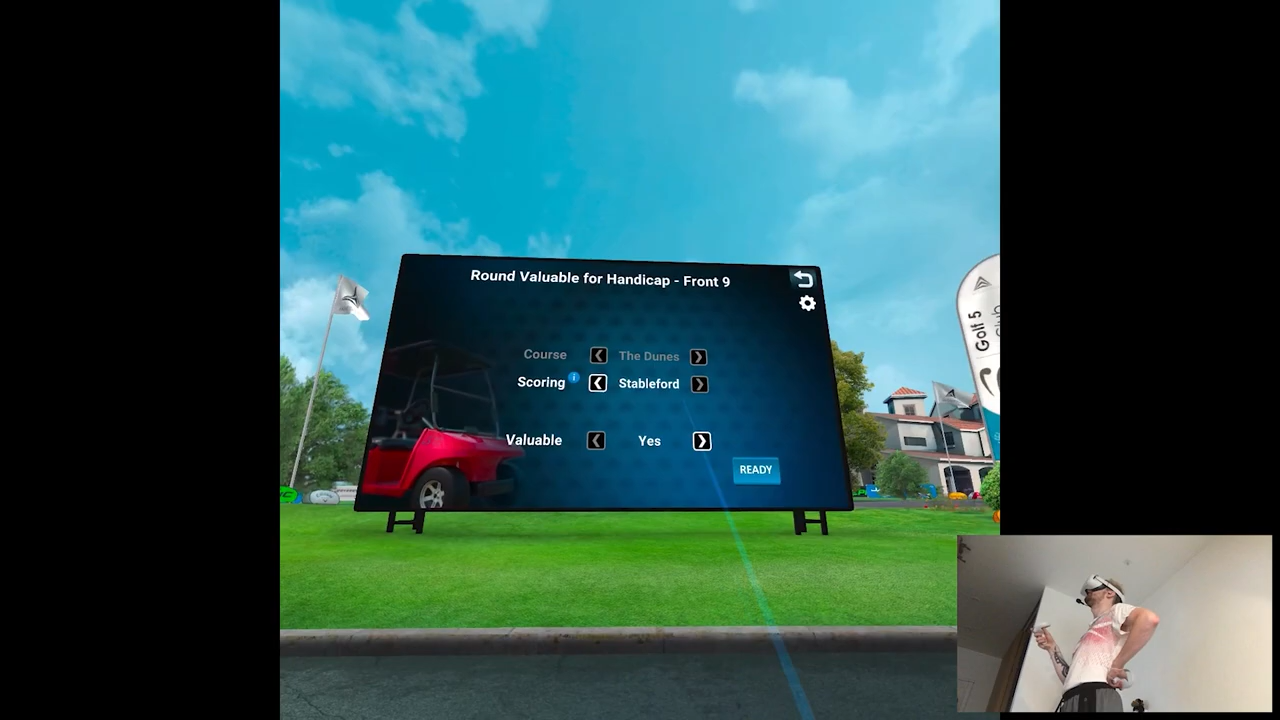 Round Valuable for Handicap - Front 9
Course The Dunes
Scoring i Stableford
Valuable Yes
READY
Golf 5